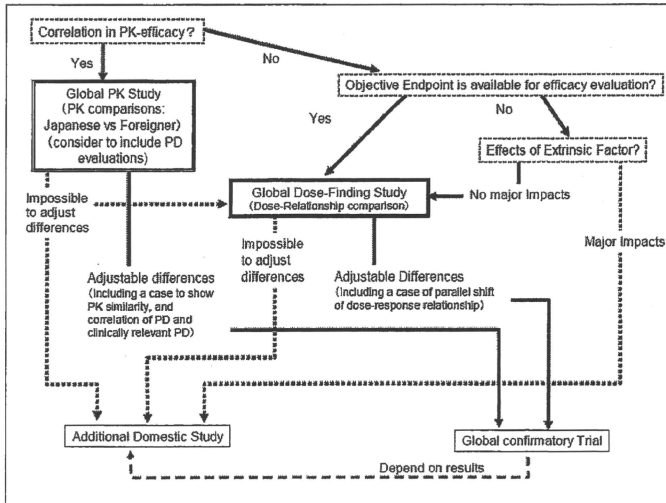 Correlation in PK-efficacy?
No
Yes
Objective Endpoint is available for efficacy evaluation?
Global PK Study
(PK comparisons:
Japanese vs Foreigner)
(consider to include PD
evaluations)
Yes
No
Effects of Extrinsic Factor?
Impossible
to adjust
differences
Global Dose-Finding Study
(Dose-Relationship comparison)
No major Impacts
Impossible
to adjust
differences
Major Impacts
Adjustable differences
(Including a case to show
PK similarity, and
correlation of PD and
clinically relevant PD)
Adjustable Differences
(Including a case of parallel shift
of dose-response relationship)
Additional Domestic Study
Global confirmatory Trial
Depend on results